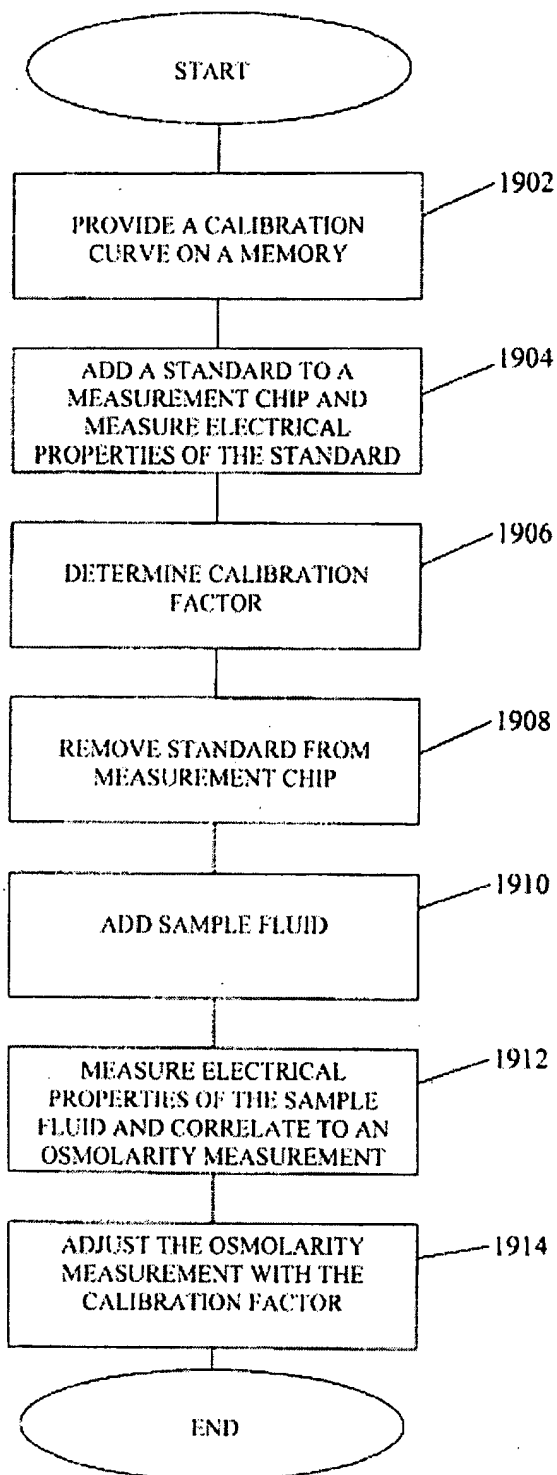 START
1902
PROVIDE A CALIBRATION
CURVE ON A MEMORY
1904
ADD A STANDARD TO A
MEASUREMENT CHIP AND
MEASURE ELECTRICAL
PROPERTIES OF THE STANDARD
1906
DETERMINE CALIBRATION
FACTOR
1908
REMOVE STANDARD FROM
MEASUREMENT CHIP
1910
ADD SAMPLE FLUID
1912
MEASURE ELECTRICAL
PROPERTIES OF THE SAMPLE
FLUID AND CORRELATE TO AN
OSMOLARITY MEASUREMENT
1914
ADJUST THE OSMOLARITY
MEASUREMENT WITH THE
CALIBRATION FACTOR
END